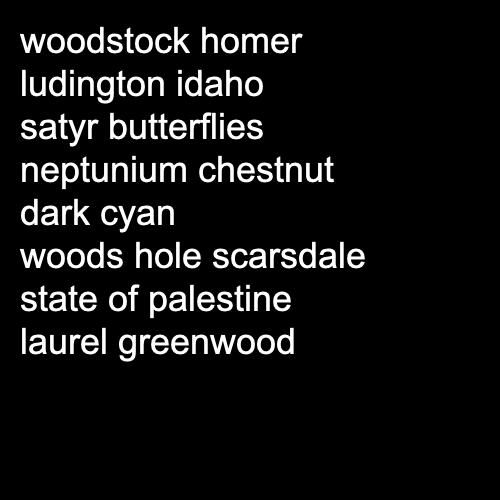 woodstock homer
ludington idaho
satyr butterflies
neptunium chestnut
dark cyan
woods hole scarsdale
state of palestine
laurel greenwood